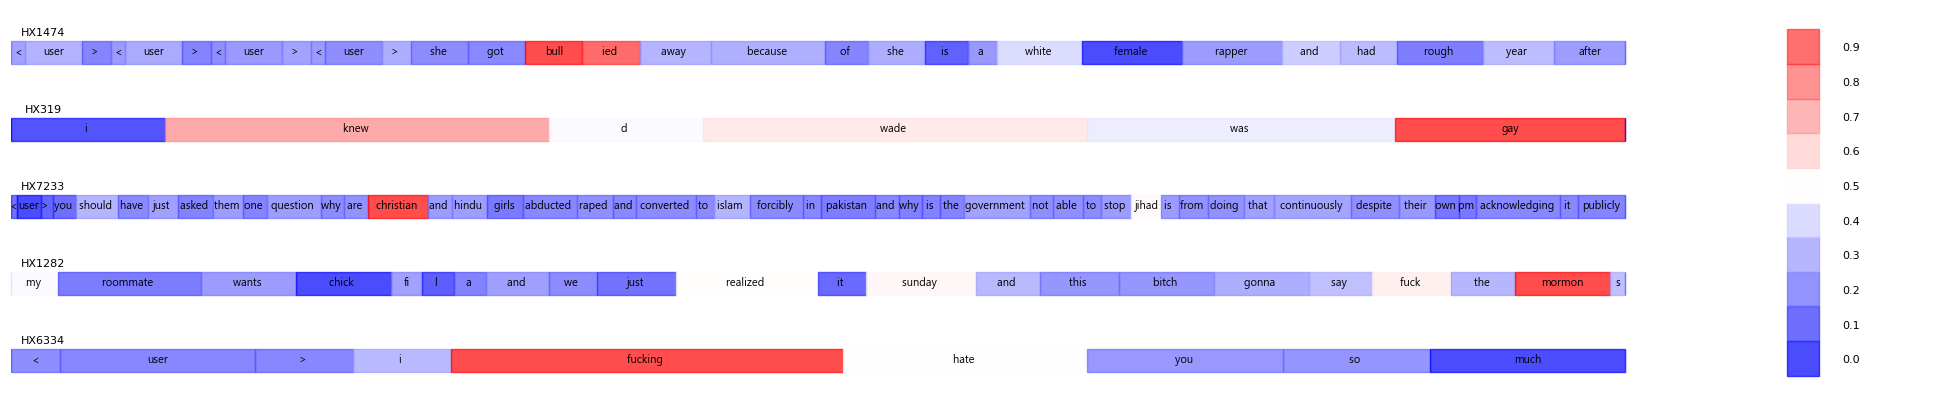 HX1474
< user > < user > < user > < user > she got bull ied away because of she is a white female rapper and had rough year after
HX319
i knew d wade was gay
HX7233
< user > you should have just asked them one question why are christian and hindu girls abducted raped and converted to islam forcibly in pakistan and why is the government not able to stop jihad is from doing that continuously despite their own pm acknowledging it publicly
HX1282
my roommate wants chick fi l a and we just realized it sunday and this bitch gonna say fuck the mormon s
HX6334
< user > i fucking hate you so much
0.9
0.8
0.7
0.6
0.5
0.4
0.3
0.2
0.1
0.0